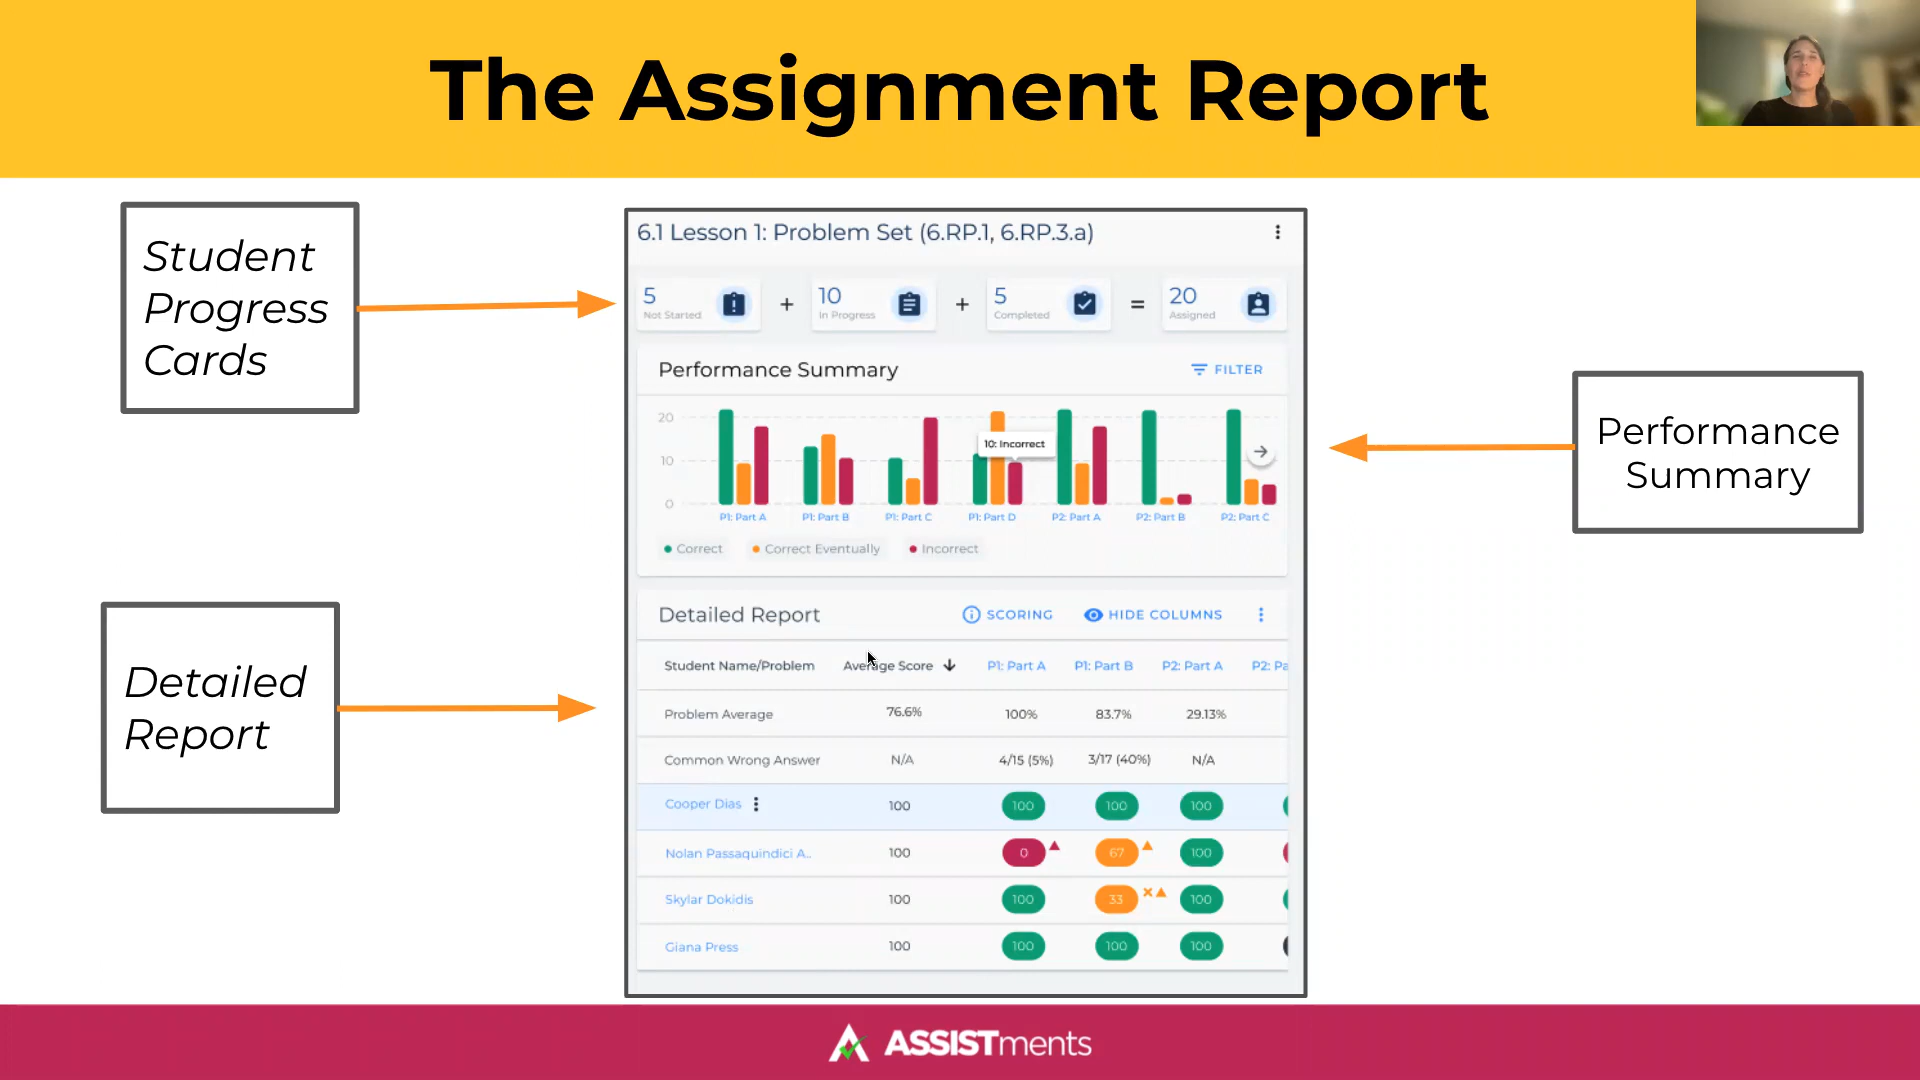 The Assignment Report
Student
Progress
Cards
6.1 Lesson 1: Problem Set (6.RP.1, 6.RP.3.a)
5
Not Started
+
10
In Progress
+
5
Completed
=
20
Assigned
Performance Summary
FILTER
20
10
0
10: Incorrect
P1: Part A P1: Part B P1: Part C P1: Part D P2: Part A P2: Part B P2: Part C
Correct Correct Eventually Incorrect
Performance
Summary
Detailed
Report
Detailed Report SCORING HIDE COLUMNS
Student Name/Problem Average Score P1: Part A P1: Part B P2: Part A P2: Pa
Problem Average 76.6% 100% 83.7% 29.13%
Common Wrong Answer N/A 4/15 (5%) 3/17 (40%) N/A
Cooper Dias 100 100 100 100
Nolan Passaquindici A.. 100 0 67 100
Skylar Dokidis 100 100 33 100
Giana Press 100 100 100 100
ASSISTments